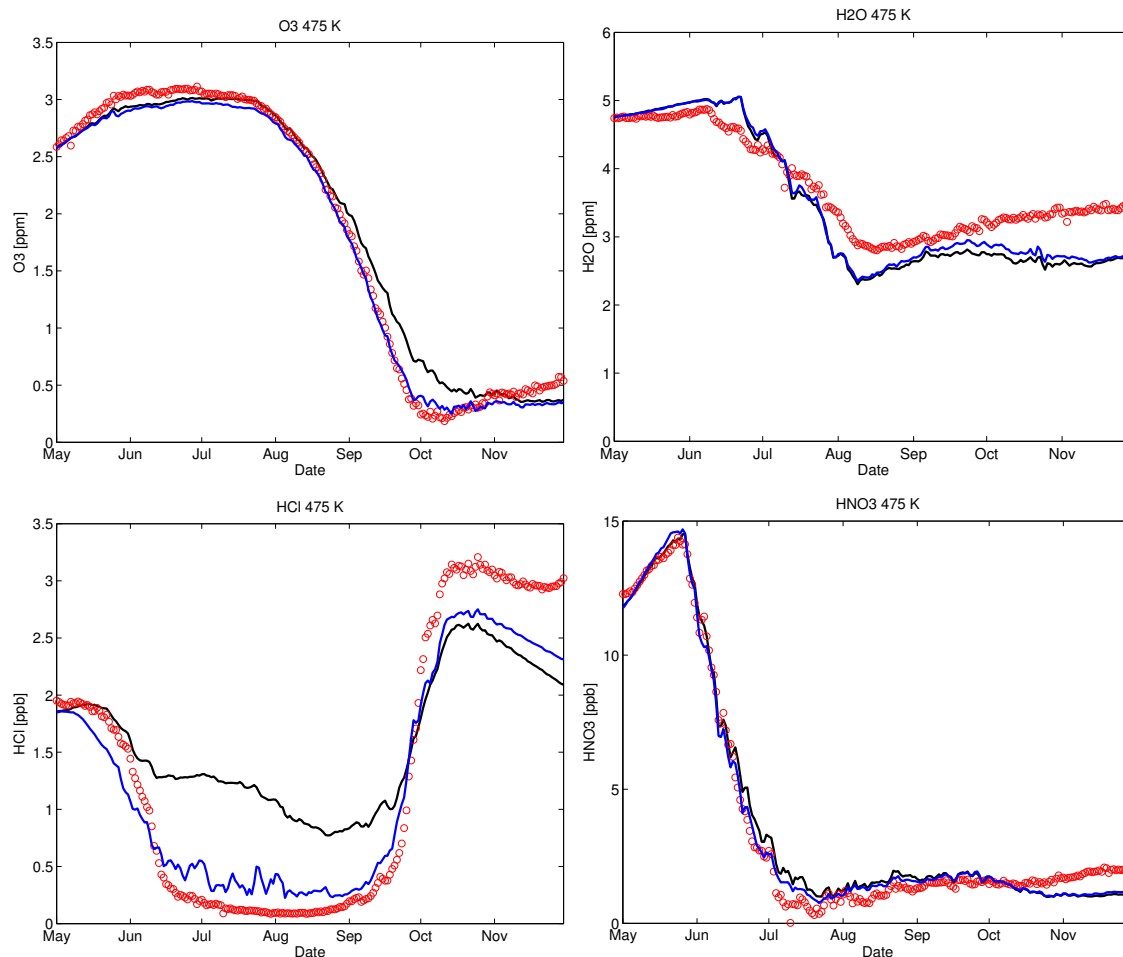 O3 475 K
O3 [ppm]
3.5
3
2.5
2
1.5
1
0.5
0
May Jun Jul Aug Sep Oct Nov
Date
H2O 475 K
H2O [ppm]
6
5
4
3
2
1
0
May Jun Jul Aug Sep Oct Nov
Date
HCl 475 K
HCl [ppb]
3.5
3
2.5
2
1.5
1
0.5
0
May Jun Jul Aug Sep Oct Nov
Date
HNO3 475 K
HNO3 [ppb]
15
10
5
0
May Jun Jul Aug Sep Oct Nov
Date